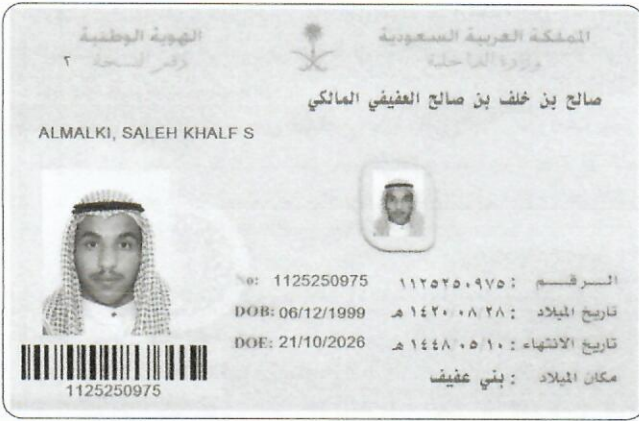 المملكة العربية السعودية
وزارة الداخلية
الهوية الوطنية
رقم النسخة ٢
صالح بن خلف بن صالح العفيفي المالكي
ALMALKI, SALEH KHALF S
الرقم : ١١٢٥٢٥٠٩٧٥ No: 1125250975
تاريخ الميلاد : ١٤٢٠/٠٨/٢٨ هـ DOB: 06/12/1999
تاريخ الانتهاء : ١٤٤٨/٠٥/١٠ هـ DOE: 21/10/2026
مكان الميلاد : بني عفيف
1125250975